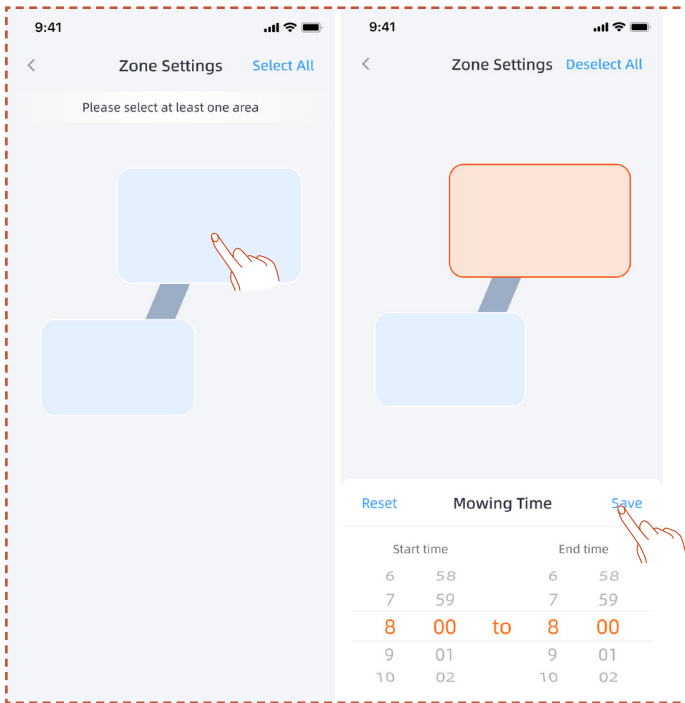 9:41
Zone Settings Select All
Please select at least one area
9:41
Zone Settings Deselect All
Reset Mowing Time Save
Start time End time
6 58 6 58
7 59 7 59
8 00 to 8 00
9 01 9 01
10 02 10 02